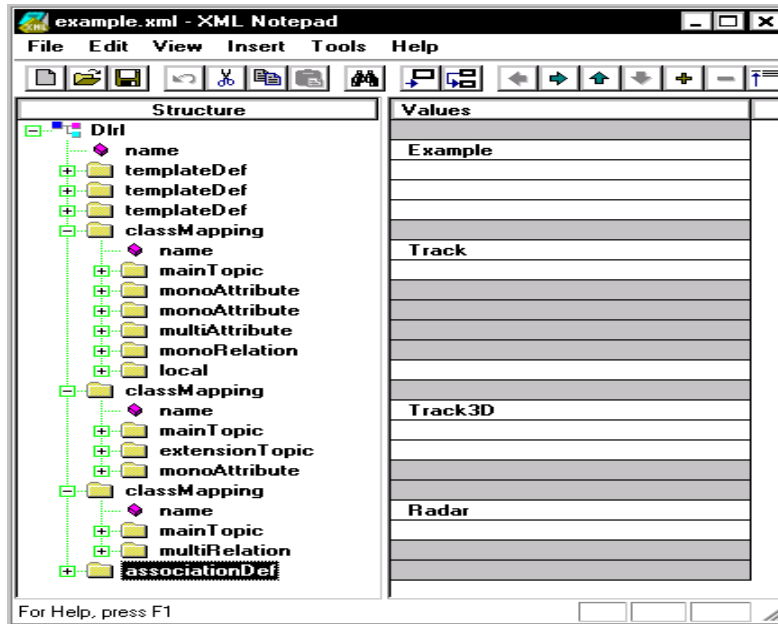 example.xml - XML Notepad
File Edit View Insert Tools Help
Structure Values
Dlrl
name Example
templateDef
templateDef
templateDef
classMapping
name Track
mainTopic
monoAttribute
monoAttribute
multiAttribute
monoRelation
local
classMapping
name Track3D
mainTopic
extensionTopic
monoAttribute
classMapping
name Radar
mainTopic
multiRelation
associationDef
For Help, press F1